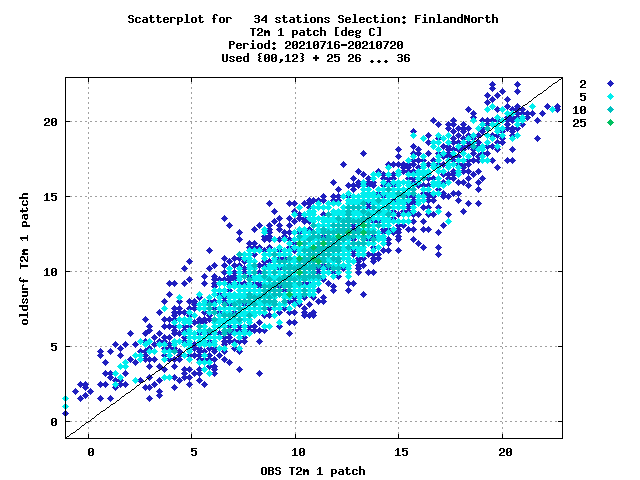 Scatterplot for   34 stations Selection: FinlandNorth
T2m 1 patch [deg C]
Period: 20210716-20210720
Used {00,12} + 25 26 ... 36
2
5
10
25
oldsurf T2m 1 patch
20
15
10
5
0
0 5 10 15 20
OBS T2m 1 patch